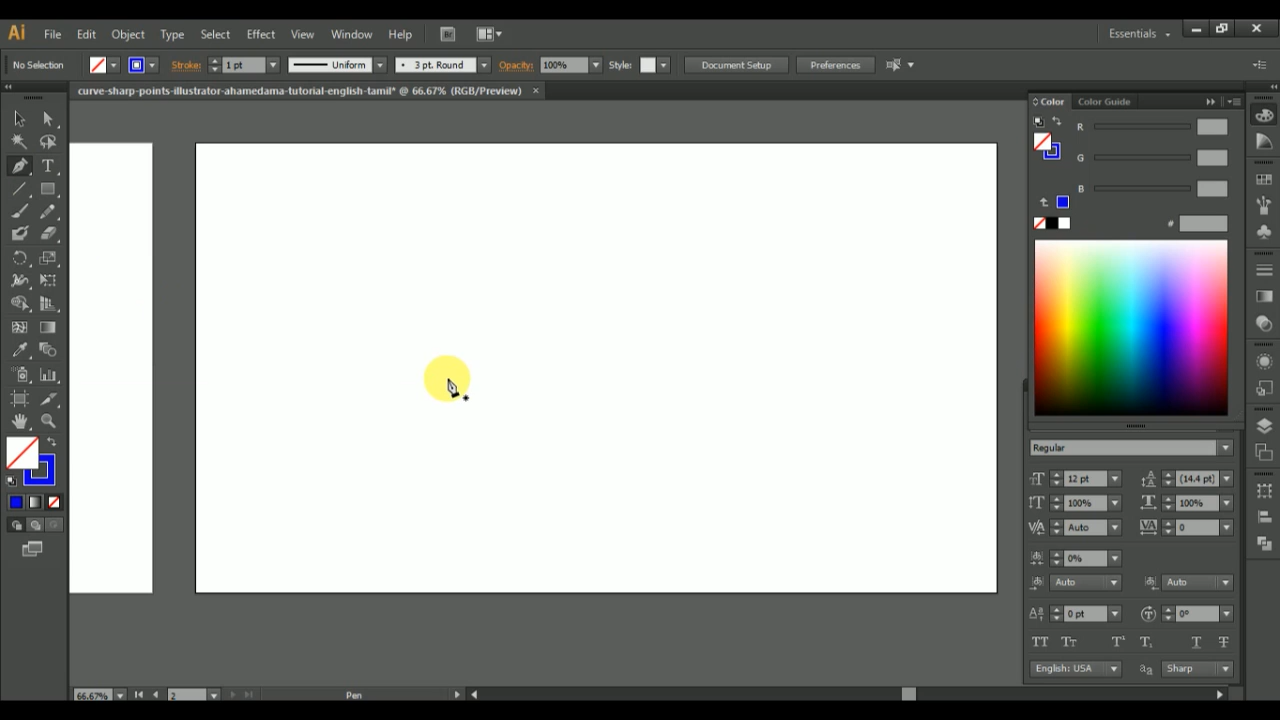 Ai File Edit Object Type Select Effect View Window Help Br Essentials
No Selection Stroke: 1 pt Uniform 3 pt. Round Opacity: 100% Style: Document Setup Preferences
curve-sharp-points-illustrator-ahamedama-tutorial-english-tamil* @ 66.67% (RGB/Preview)
Color Color Guide
R
G
B
#
Regular
12 pt (14.4 pt)
100% 100%
Auto 0
0%
Auto Auto
0 pt 0°
English: USA Sharp
66.67% 2 Pen